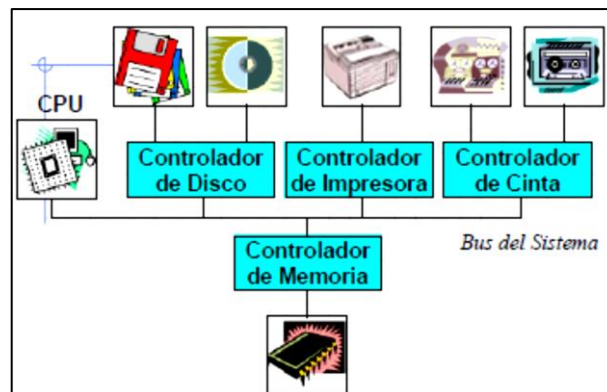 CPU
Controlador
de Disco
Controlador
de Impresora
Controlador
de Cinta
Bus del Sistema
Controlador
de Memoria